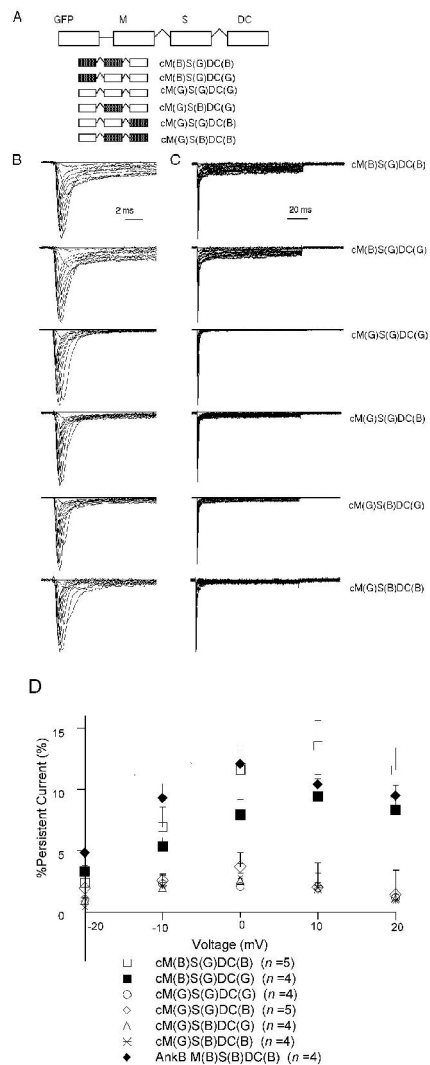 A
GFP M S DC
cM(B)S(G)DC(B)
cM(B)S(G)DC(G)
cM(G)S(G)DC(G)
cM(G)S(B)DC(G)
cM(G)S(G)DC(B)
cM(G)S(B)DC(B)
B C
2 ms
20 ms
cM(B)S(G)DC(B)
cM(B)S(G)DC(G)
cM(G)S(G)DC(G)
cM(G)S(G)DC(B)
cM(G)S(B)DC(G)
cM(G)S(B)DC(B)
D
%Persistent Current (%)
15
10
5
0
-20 -10 0 10 20
Voltage (mV)
cM(B)S(G)DC(B) (n =5)
cM(B)S(G)DC(G) (n =4)
cM(G)S(G)DC(G) (n =4)
cM(G)S(G)DC(B) (n =5)
cM(G)S(B)DC(G) (n =4)
cM(G)S(B)DC(B) (n =4)
AnkB M(B)S(B)DC(B) (n =4)